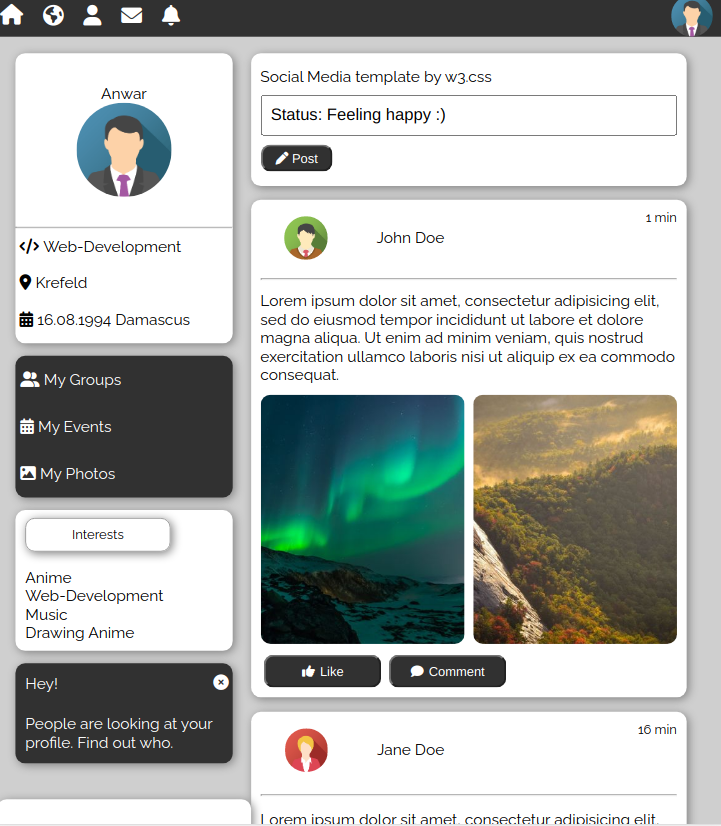 Anwar
Web-Development
Krefeld
16.08.1994 Damascus
My Groups
My Events
My Photos
Interests
Anime
Web-Development
Music
Drawing Anime
Hey!
People are looking at your
profile. Find out who.
Social Media template by w3.css
Status: Feeling happy :)
Post
John Doe
1 min
Lorem ipsum dolor sit amet, consectetur adipisicing elit,
sed do eiusmod tempor incididunt ut labore et dolore
magna aliqua. Ut enim ad minim veniam, quis nostrud
exercitation ullamco laboris nisi ut aliquip ex ea commodo
consequat.
Like
Comment
Jane Doe
16 min
Lorem ipsum dolor sit amet, consectetur adipisicing elit,